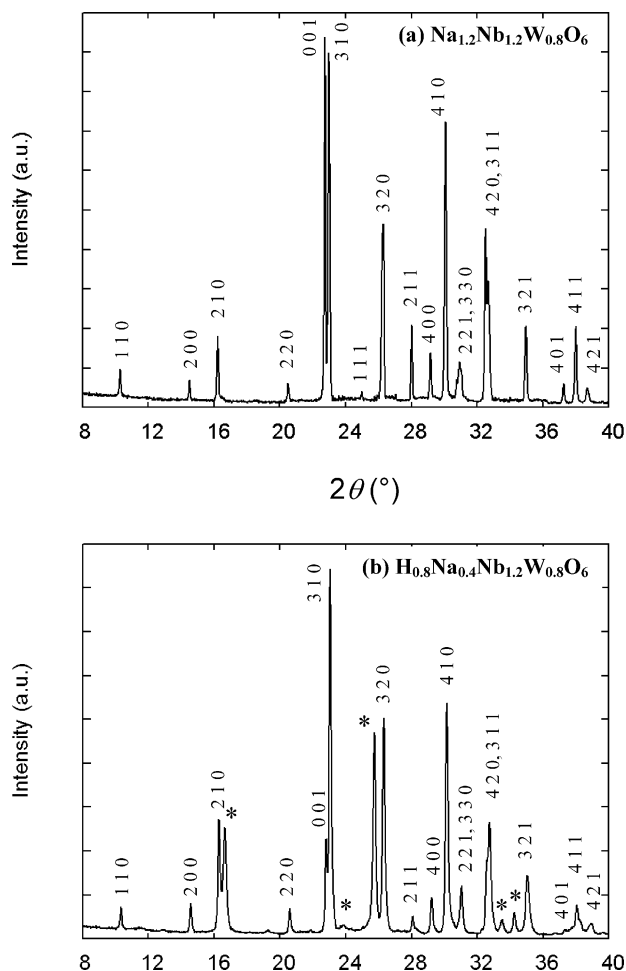 (a) Na1.2Nb1.2W0.8O6
Intensity (a.u.)
1 1 0
2 0 0
2 1 0
2 2 0
0 0 1
3 1 0
1 1 1
3 2 0
2 1 1
4 0 0
4 1 0
2 2 1, 3 3 0
4 2 0, 3 1 1
3 2 1
4 0 1
4 1 1
4 2 1
8 12 16 20 24 26 28 32 36 40
2θ (°)
(b) H0.8Na0.4Nb1.2W0.8O6
Intensity (a.u.)
1 1 0
2 0 0
2 1 0
*
2 2 0
0 0 1
3 1 0
*
*
3 2 0
2 1 1
4 0 0
4 1 0
2 2 1, 3 3 0
4 2 0, 3 1 1
*
*
3 2 1
4 0 1
4 1 1
4 2 1
8 12 16 20 24 26 28 32 36 40